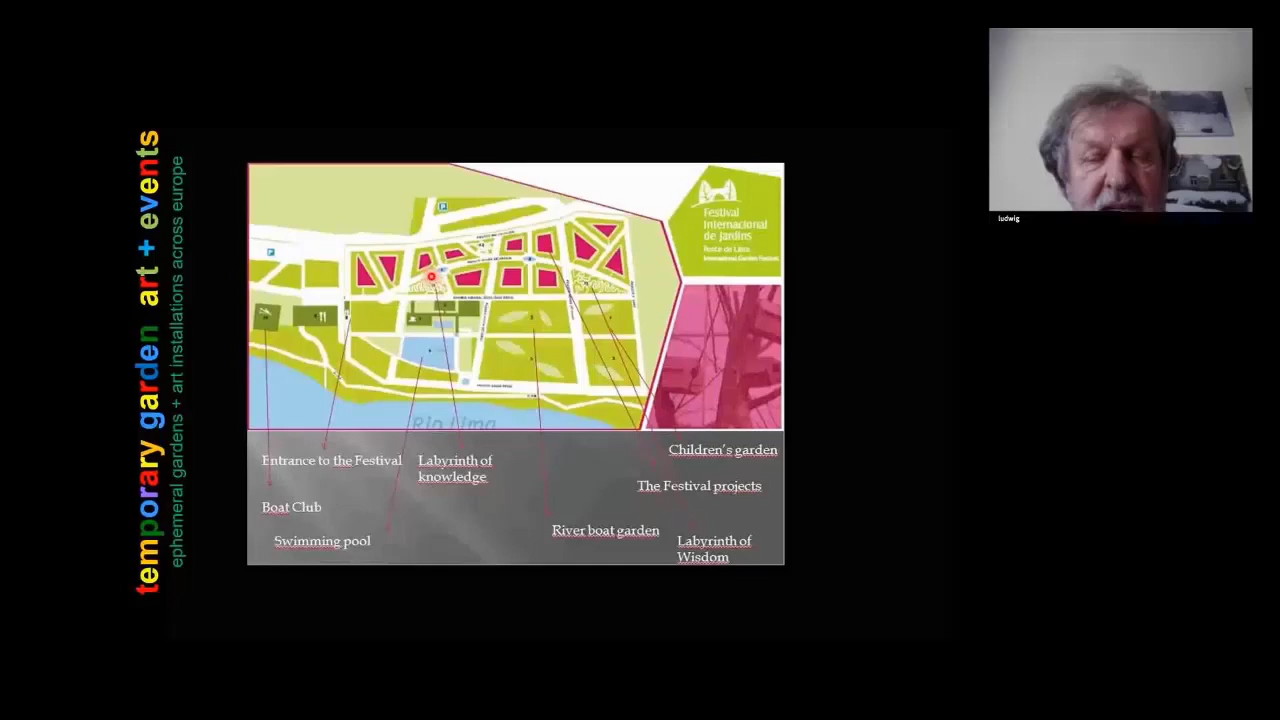 temporary garden art + events
ephemeral gardens + art installations across europe
P
P
Festival
Internacional
de Jardins
Ponte de Lima
International Garden Festival
Rio Lima
Entrance to the Festival
Labyrinth of
knowledge
Children's garden
The Festival projects
Boat Club
River boat garden
Swimming pool
Labyrinth of
Wisdom
ludwig